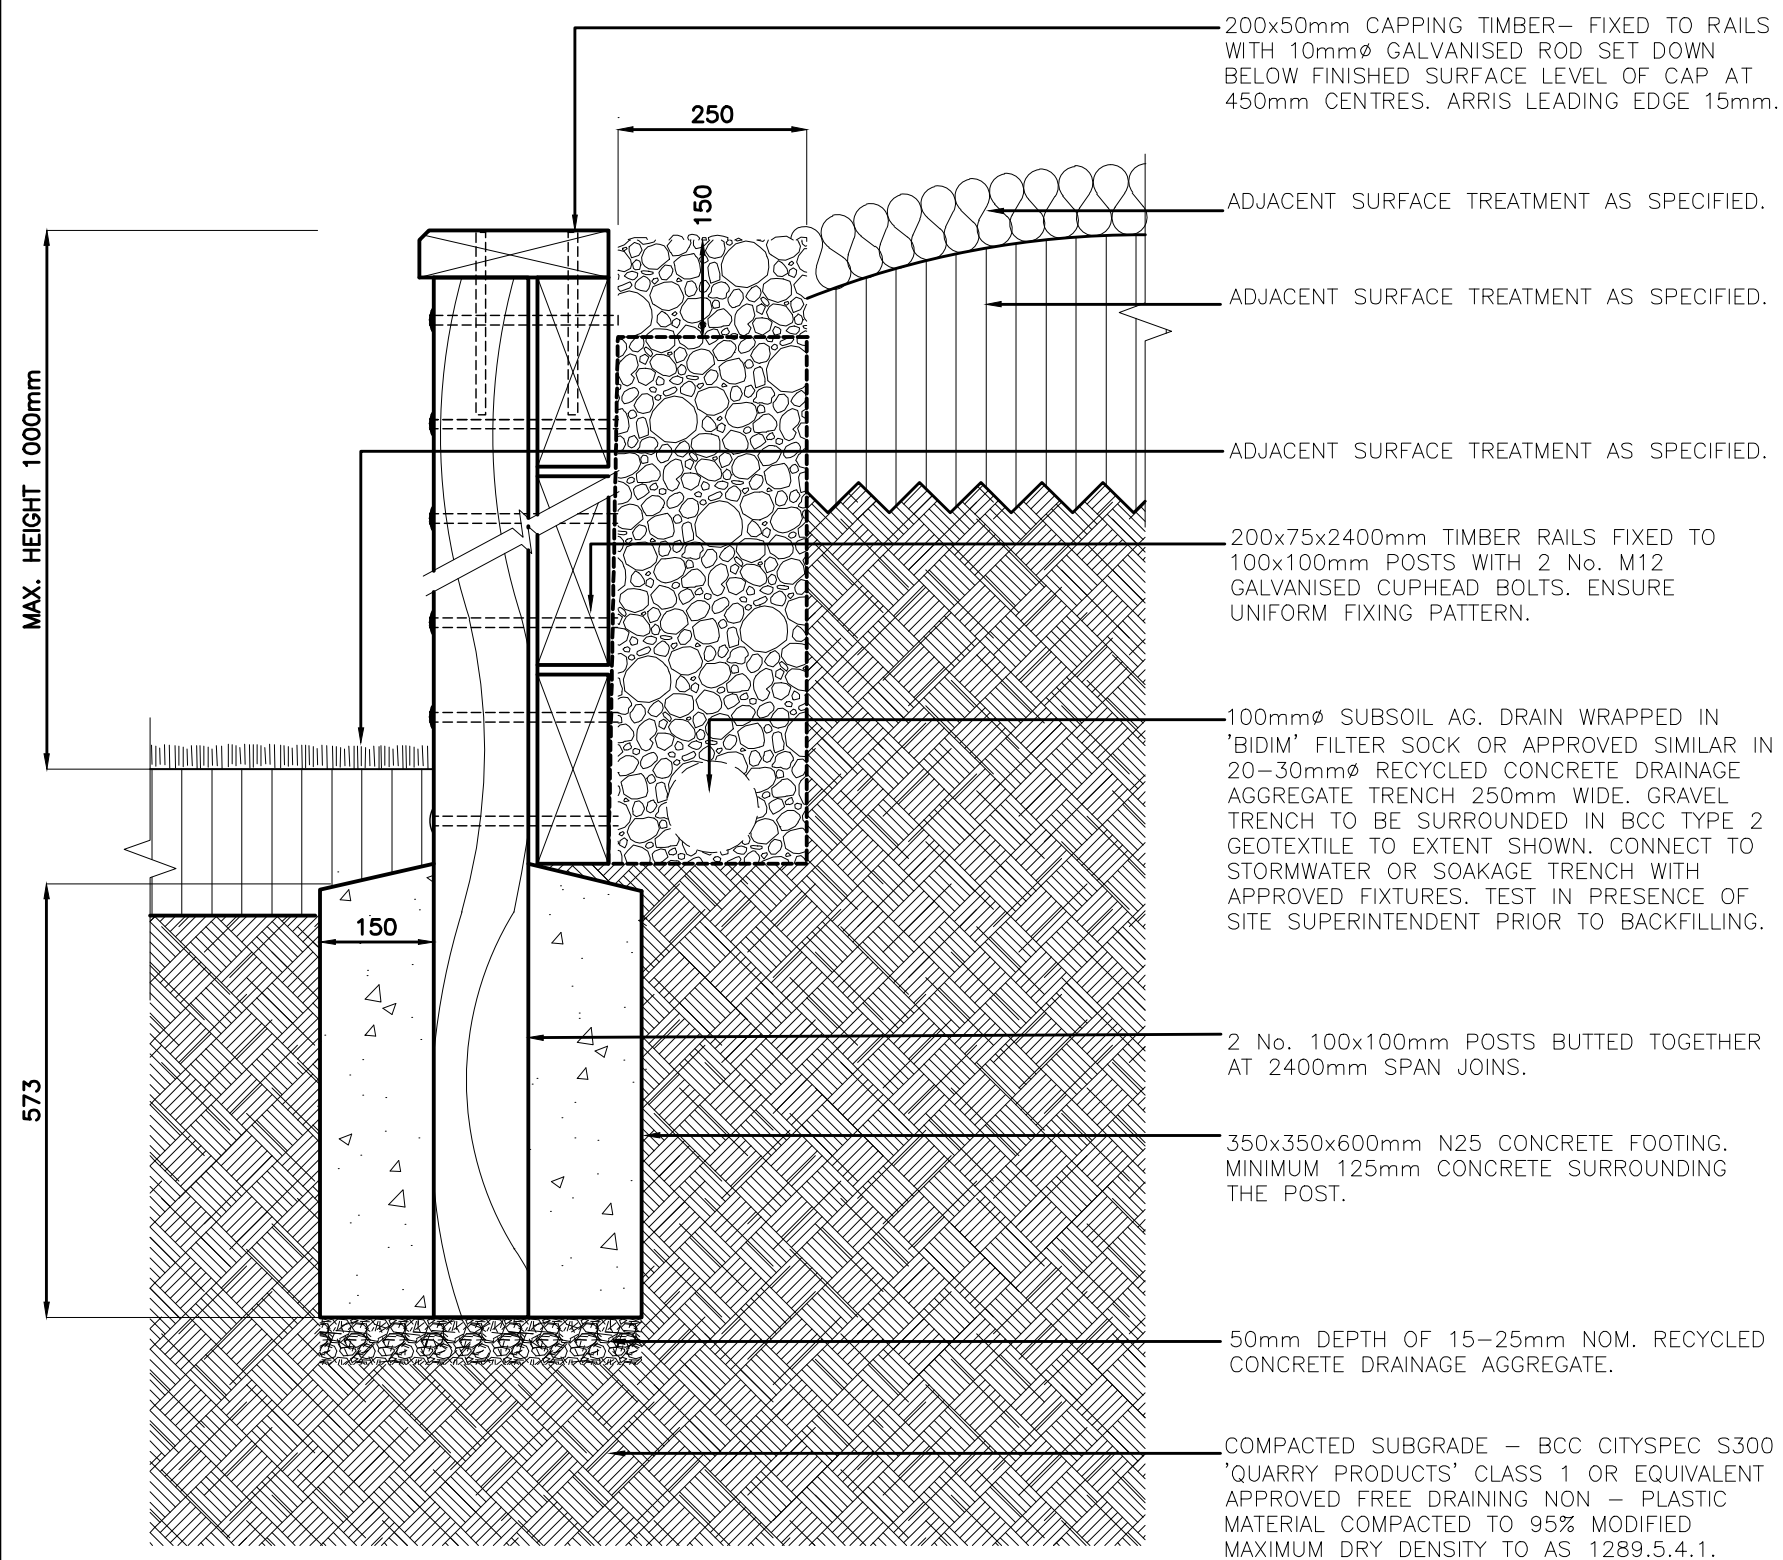 200x50mm CAPPING TIMBER– FIXED TO RAILS
WITH 10mmø GALVANISED ROD SET DOWN
BELOW FINISHED SURFACE LEVEL OF CAP AT
450mm CENTRES. ARRIS LEADING EDGE 15mm.
250
150
ADJACENT SURFACE TREATMENT AS SPECIFIED.
ADJACENT SURFACE TREATMENT AS SPECIFIED.
MAX. HEIGHT 1000mm
ADJACENT SURFACE TREATMENT AS SPECIFIED.
200x75x2400mm TIMBER RAILS FIXED TO
100x100mm POSTS WITH 2 No. M12
GALVANISED CUPHEAD BOLTS. ENSURE
UNIFORM FIXING PATTERN.
100mmø SUBSOIL AG. DRAIN WRAPPED IN
'BIDIM' FILTER SOCK OR APPROVED SIMILAR IN
20–30mmø RECYCLED CONCRETE DRAINAGE
AGGREGATE TRENCH 250mm WIDE. GRAVEL
TRENCH TO BE SURROUNDED IN BCC TYPE 2
GEOTEXTILE TO EXTENT SHOWN. CONNECT TO
STORMWATER OR SOAKAGE TRENCH WITH
APPROVED FIXTURES. TEST IN PRESENCE OF
SITE SUPERINTENDENT PRIOR TO BACKFILLING.
150
573
2 No. 100x100mm POSTS BUTTED TOGETHER
AT 2400mm SPAN JOINS.
350x350x600mm N25 CONCRETE FOOTING.
MINIMUM 125mm CONCRETE SURROUNDING
THE POST.
50mm DEPTH OF 15–25mm NOM. RECYCLED
CONCRETE DRAINAGE AGGREGATE.
COMPACTED SUBGRADE – BCC CITYSPEC S300
'QUARRY PRODUCTS' CLASS 1 OR EQUIVALENT
APPROVED FREE DRAINING NON – PLASTIC
MATERIAL COMPACTED TO 95% MODIFIED
MAXIMUM DRY DENSITY TO AS 1289.5.4.1.